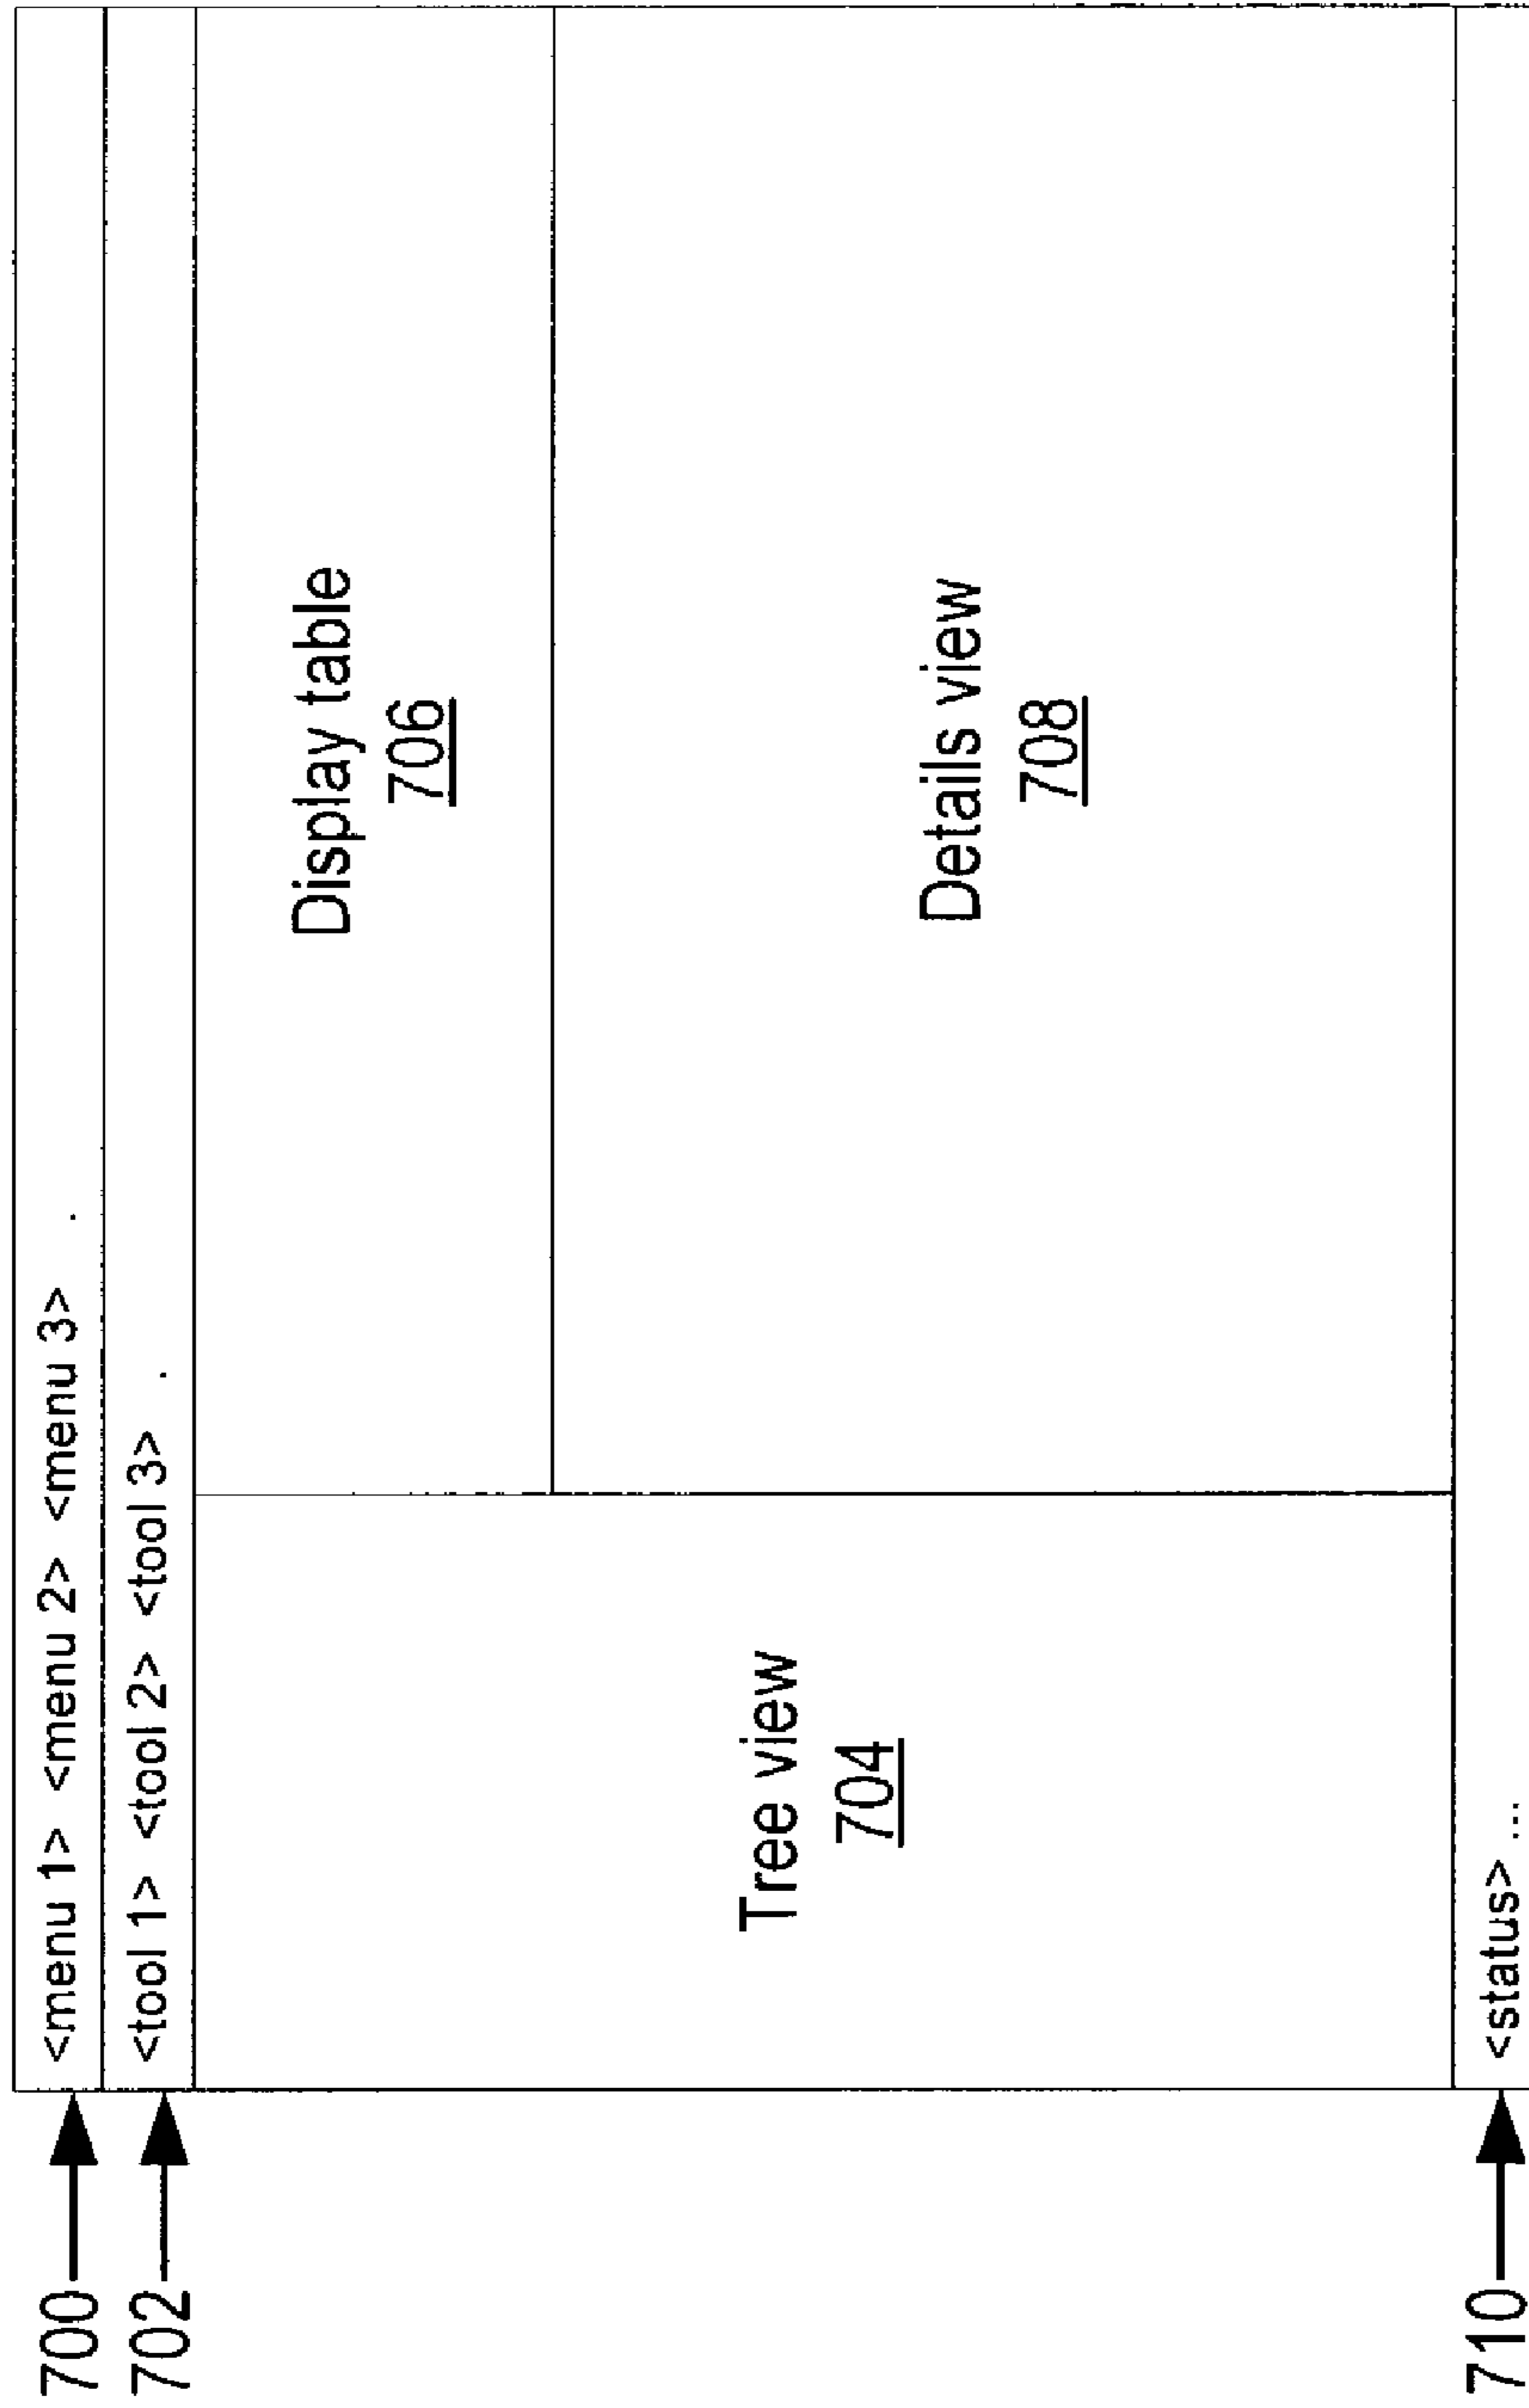 700
<menu 1> <menu 2> <menu 3> .
702
<tool 1> <tool 2> <tool 3> .
Tree view
704
Display table
706
Details view
708
710
<status> ...